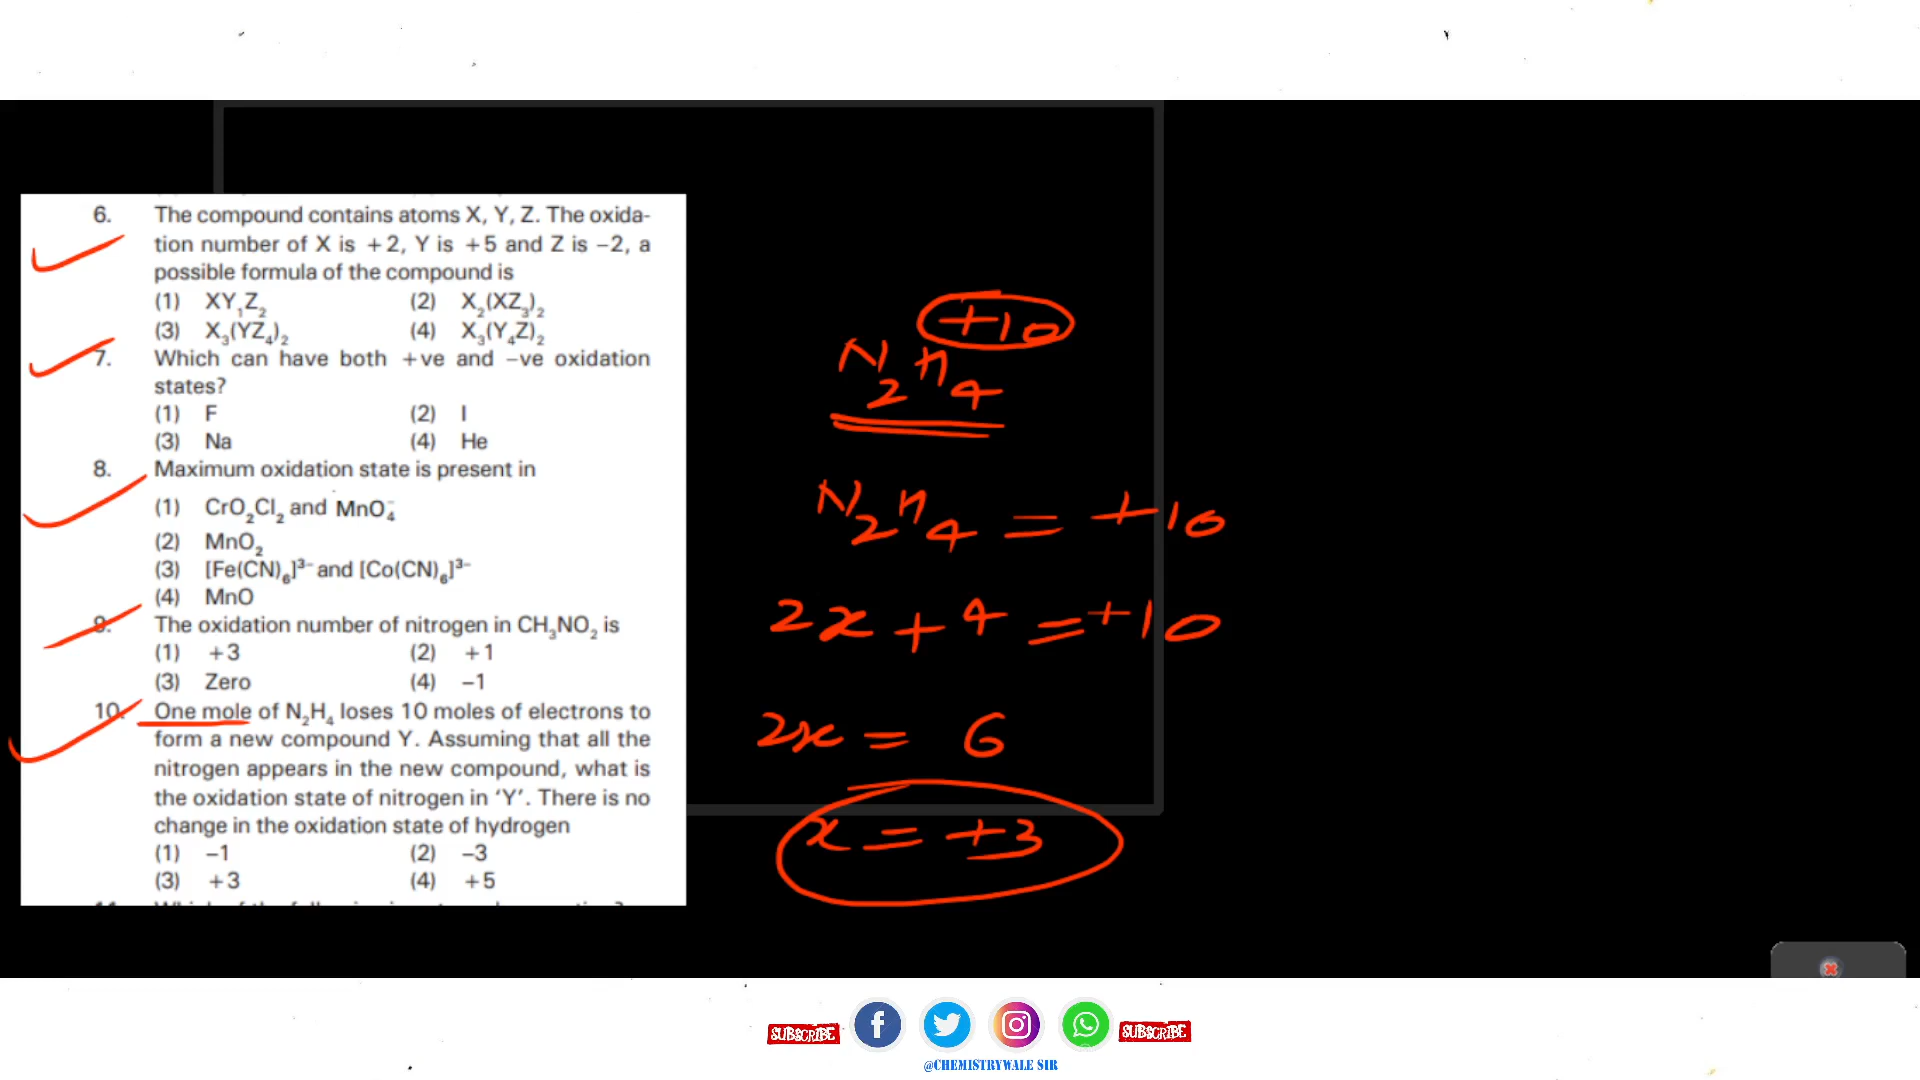 6. The compound contains atoms X, Y, Z. The oxida-
tion number of X is +2, Y is +5 and Z is −2, a
possible formula of the compound is
(1) XY₁Z₂ (2) X₂(XZ₃)₂
(3) X₃(YZ₄)₂ (4) X₃(Y₄Z)₂
7. Which can have both +ve and −ve oxidation
states?
(1) F (2) I
(3) Na (4) He
8. Maximum oxidation state is present in
(1) CrO₂Cl₂ and MnO₄⁻
(2) MnO₂
(3) [Fe(CN)₆]³⁻ and [Co(CN)₆]³⁻
(4) MnO
9. The oxidation number of nitrogen in CH₃NO₂ is
(1) +3 (2) +1
(3) Zero (4) −1
10. One mole of N₂H₄ loses 10 moles of electrons to
form a new compound Y. Assuming that all the
nitrogen appears in the new compound, what is
the oxidation state of nitrogen in ‘Y’. There is no
change in the oxidation state of hydrogen
(1) −1 (2) −3
(3) +3 (4) +5
+10
N₂H₄
N₂H₄ = +10
2x + 4 = +10
2x = 6
x = +3
SUBSCRIBE SUBSCRIBE
@CHEMISTRYWALE SIR